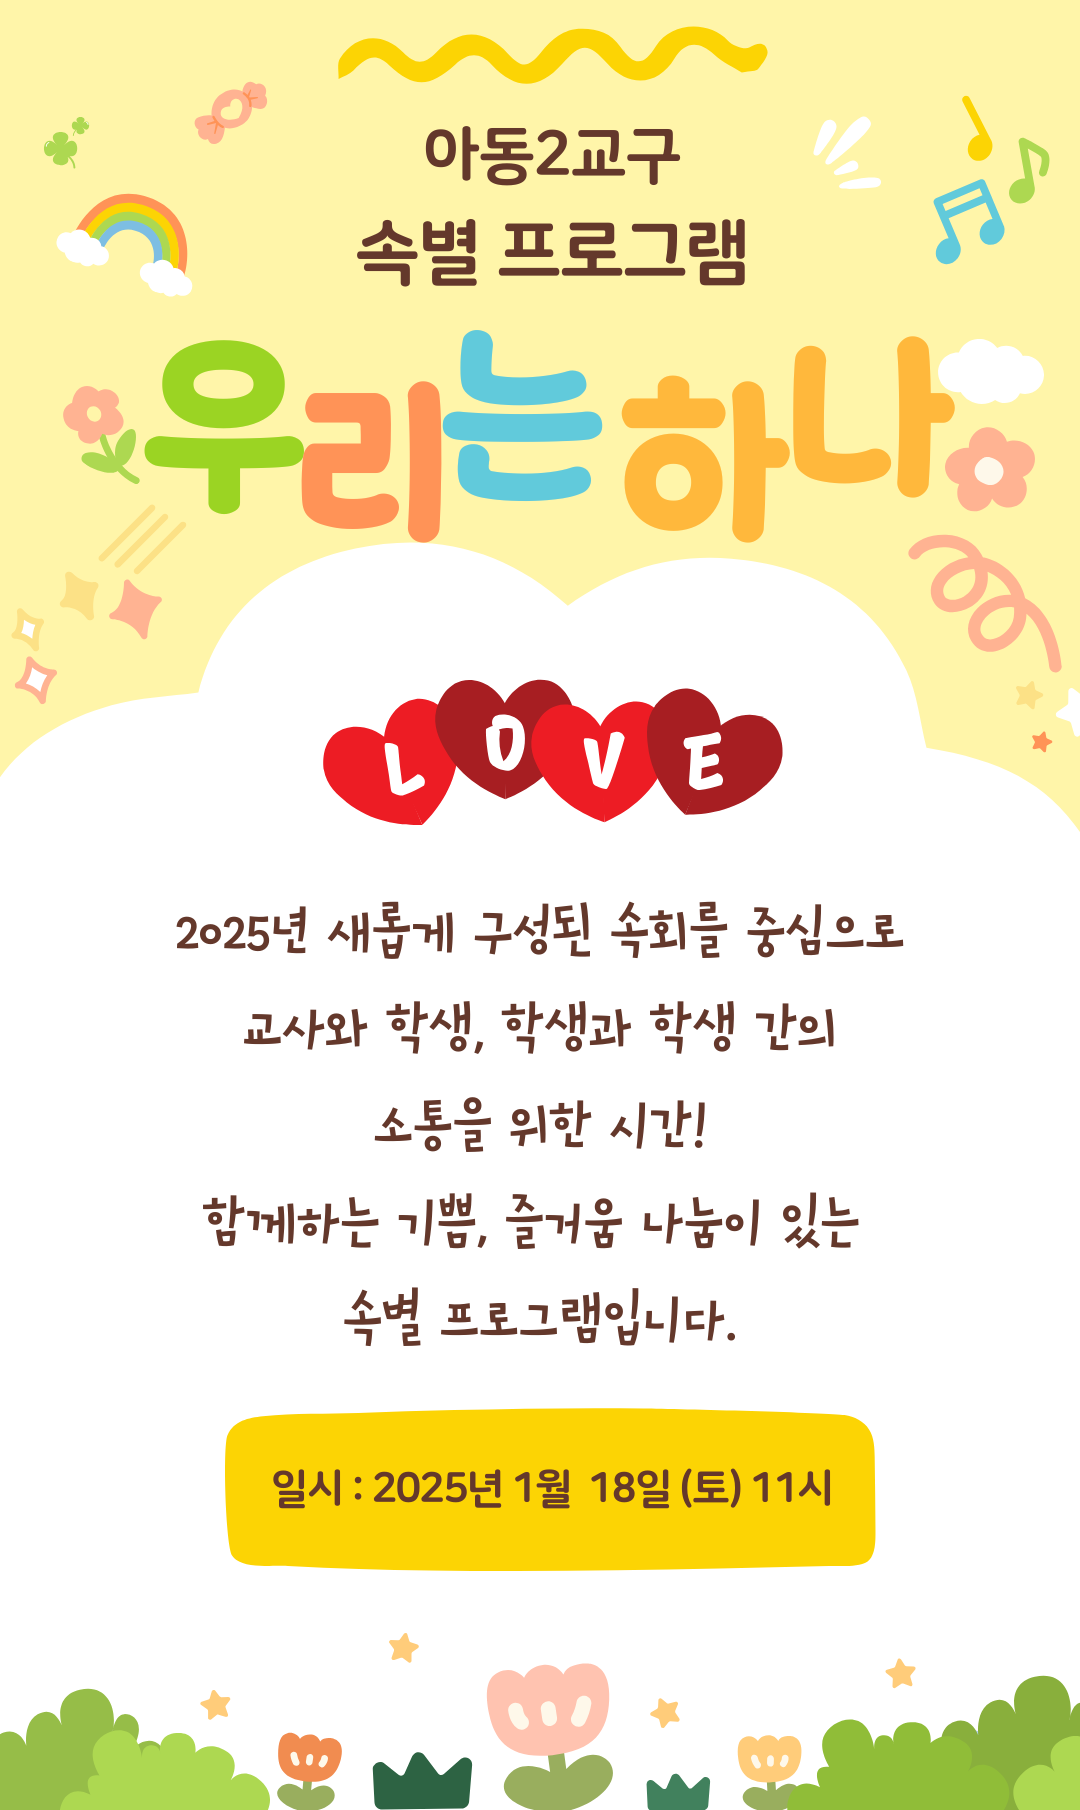 아동2교구
속별 프로그램
우리는 하나
LOVE
2025년 새롭게 구성된 속회를 중심으로
교사와 학생, 학생과 학생 간의
소통을 위한 시간!
함께하는 기쁨, 즐거움 나눔이 있는
속별 프로그램입니다.
일시 : 2025년 1월 18일 (토) 11시